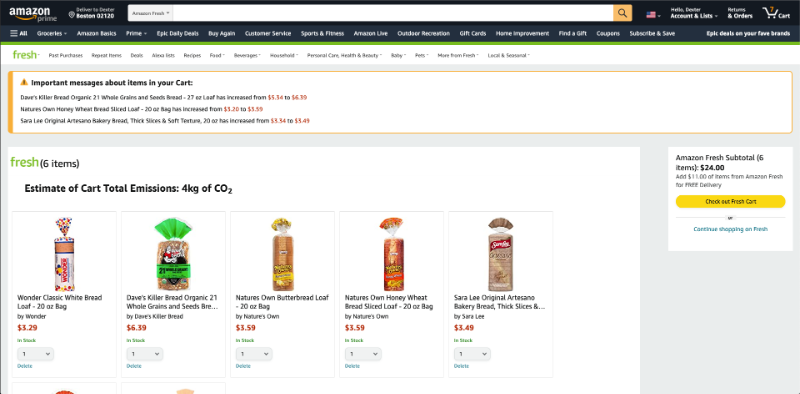 amazon prime
Deliver to Dexter
Boston 02120
Amazon Fresh
Hello, Dexter
Account & Lists
Returns
& Orders
Cart
All Groceries Amazon Basics Prime Epic Daily Deals Buy Again Customer Service Sports & Fitness Amazon Live Outdoor Recreation Gift Cards Home Improvement Find a Gift Coupons Subscribe & Save Epic deals on your fave brands
fresh Past Purchases Repeat Items Deals Alexa lists Recipes Food Beverages Household Personal Care, Health & Beauty Baby Pets More from Fresh Local & Seasonal
Important messages about items in your Cart:
Dave's Killer Bread Organic 21 Whole Grains and Seeds Bread - 27 oz Loaf has increased from $5.34 to $6.39
Natures Own Honey Wheat Bread Sliced Loaf - 20 oz Bag has increased from $3.20 to $3.59
Sara Lee Original Artesano Bakery Bread, Thick Slices & Soft Texture, 20 oz has increased from $3.34 to $3.49
fresh (6 items)
Estimate of Cart Total Emissions: 4kg of CO₂
Wonder Classic White Bread
Loaf - 20 oz Bag
by Wonder
$3.29
In Stock
1
Delete
Dave's Killer Bread Organic 21
Whole Grains and Seeds Bre...
by Dave's Killer Bread
$6.39
In Stock
1
Delete
Natures Own Butterbread Loaf
- 20 oz Bag
by Nature's Own
$3.59
In Stock
1
Delete
Natures Own Honey Wheat
Bread Sliced Loaf - 20 oz Bag
by Nature's Own
$3.59
In Stock
1
Delete
Sara Lee Original Artesano
Bakery Bread, Thick Slices &...
by Sara Lee
$3.49
In Stock
1
Delete
Amazon Fresh Subtotal (6
items): $24.00
Add $11.00 of items from Amazon Fresh
for FREE Delivery
Check out Fresh Cart
or
Continue shopping on Fresh